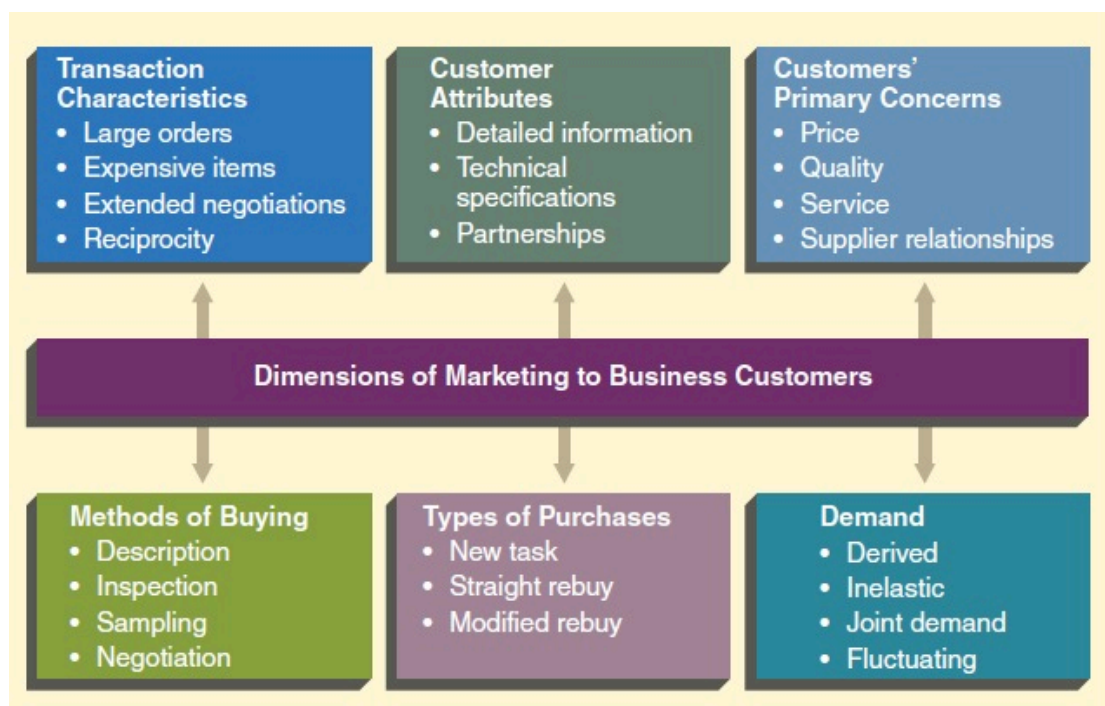 Transaction
Characteristics
• Large orders
• Expensive items
• Extended negotiations
• Reciprocity
Customer
Attributes
• Detailed information
• Technical
specifications
• Partnerships
Customers'
Primary Concerns
• Price
• Quality
• Service
• Supplier relationships
Dimensions of Marketing to Business Customers
Methods of Buying
• Description
• Inspection
• Sampling
• Negotiation
Types of Purchases
• New task
• Straight rebuy
• Modified rebuy
Demand
• Derived
• Inelastic
• Joint demand
• Fluctuating